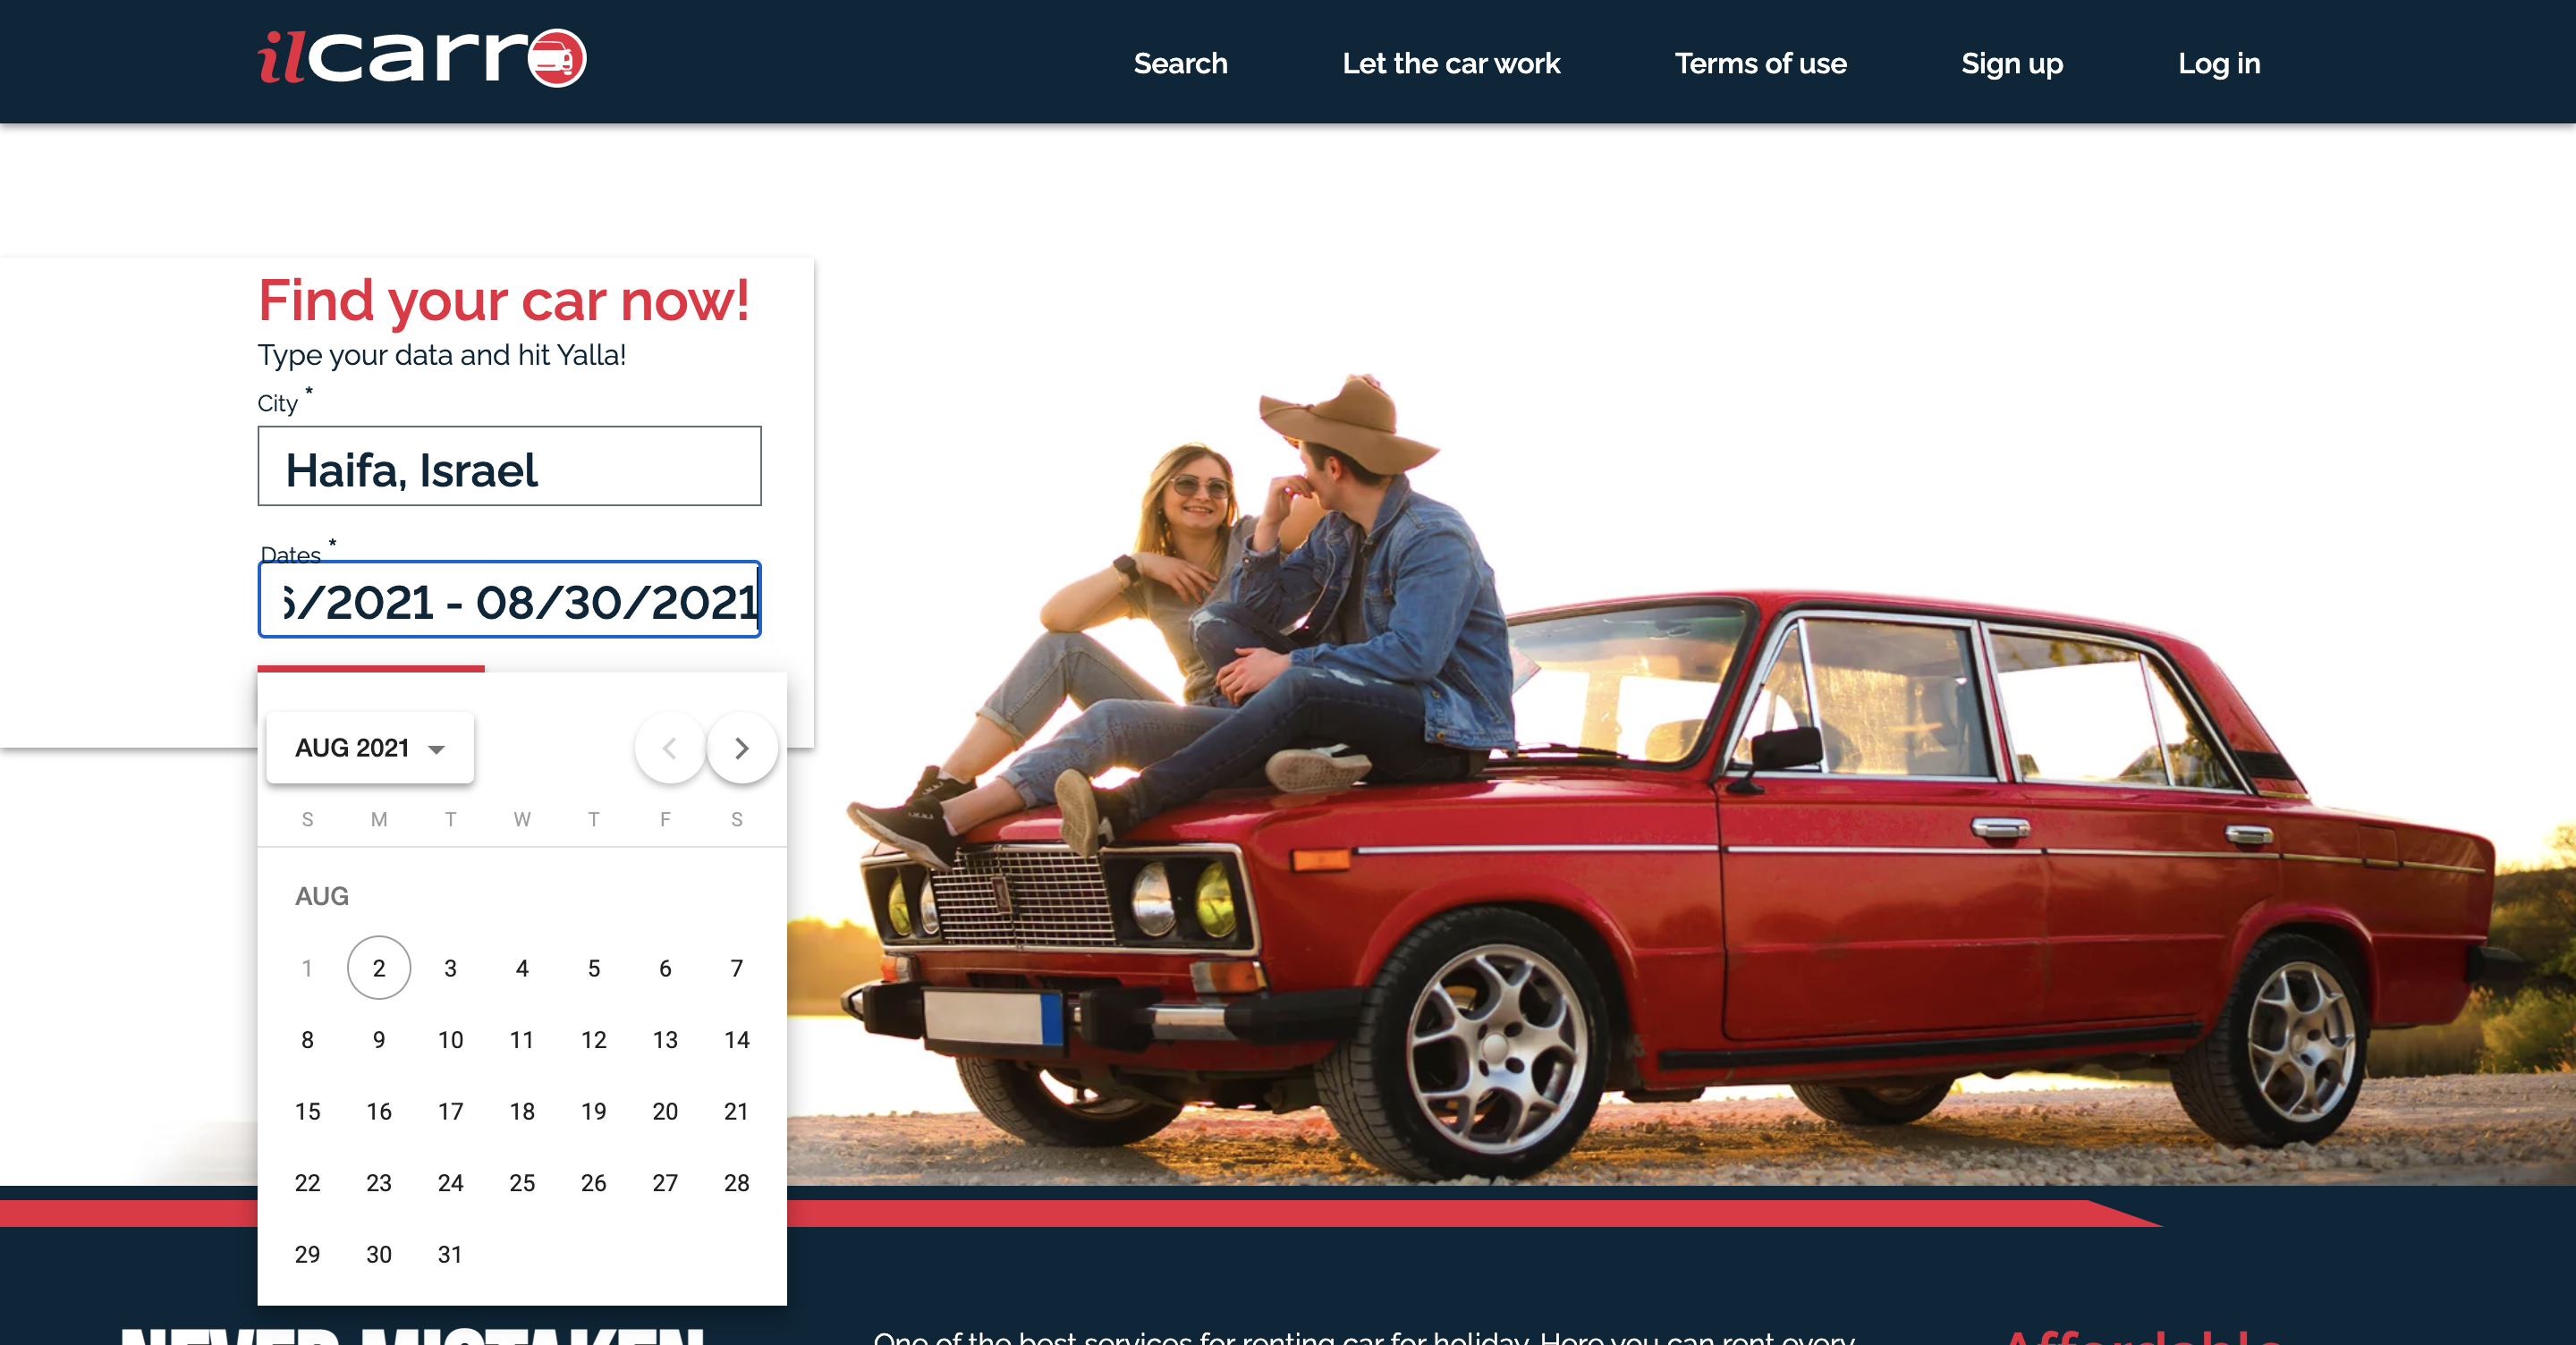 ilcarro
Search Let the car work Terms of use Sign up Log in
Find your car now!
Type your data and hit Yalla!
City *
Haifa, Israel
Dates *
/2021 - 08/30/2021
AUG 2021
S M T W T F S
AUG
1 2 3 4 5 6 7
8 9 10 11 12 13 14
15 16 17 18 19 20 21
22 23 24 25 26 27 28
29 30 31
NEVER MISTAKEN
One of the best services for renting car for holiday. Here you can rent every
Affordable